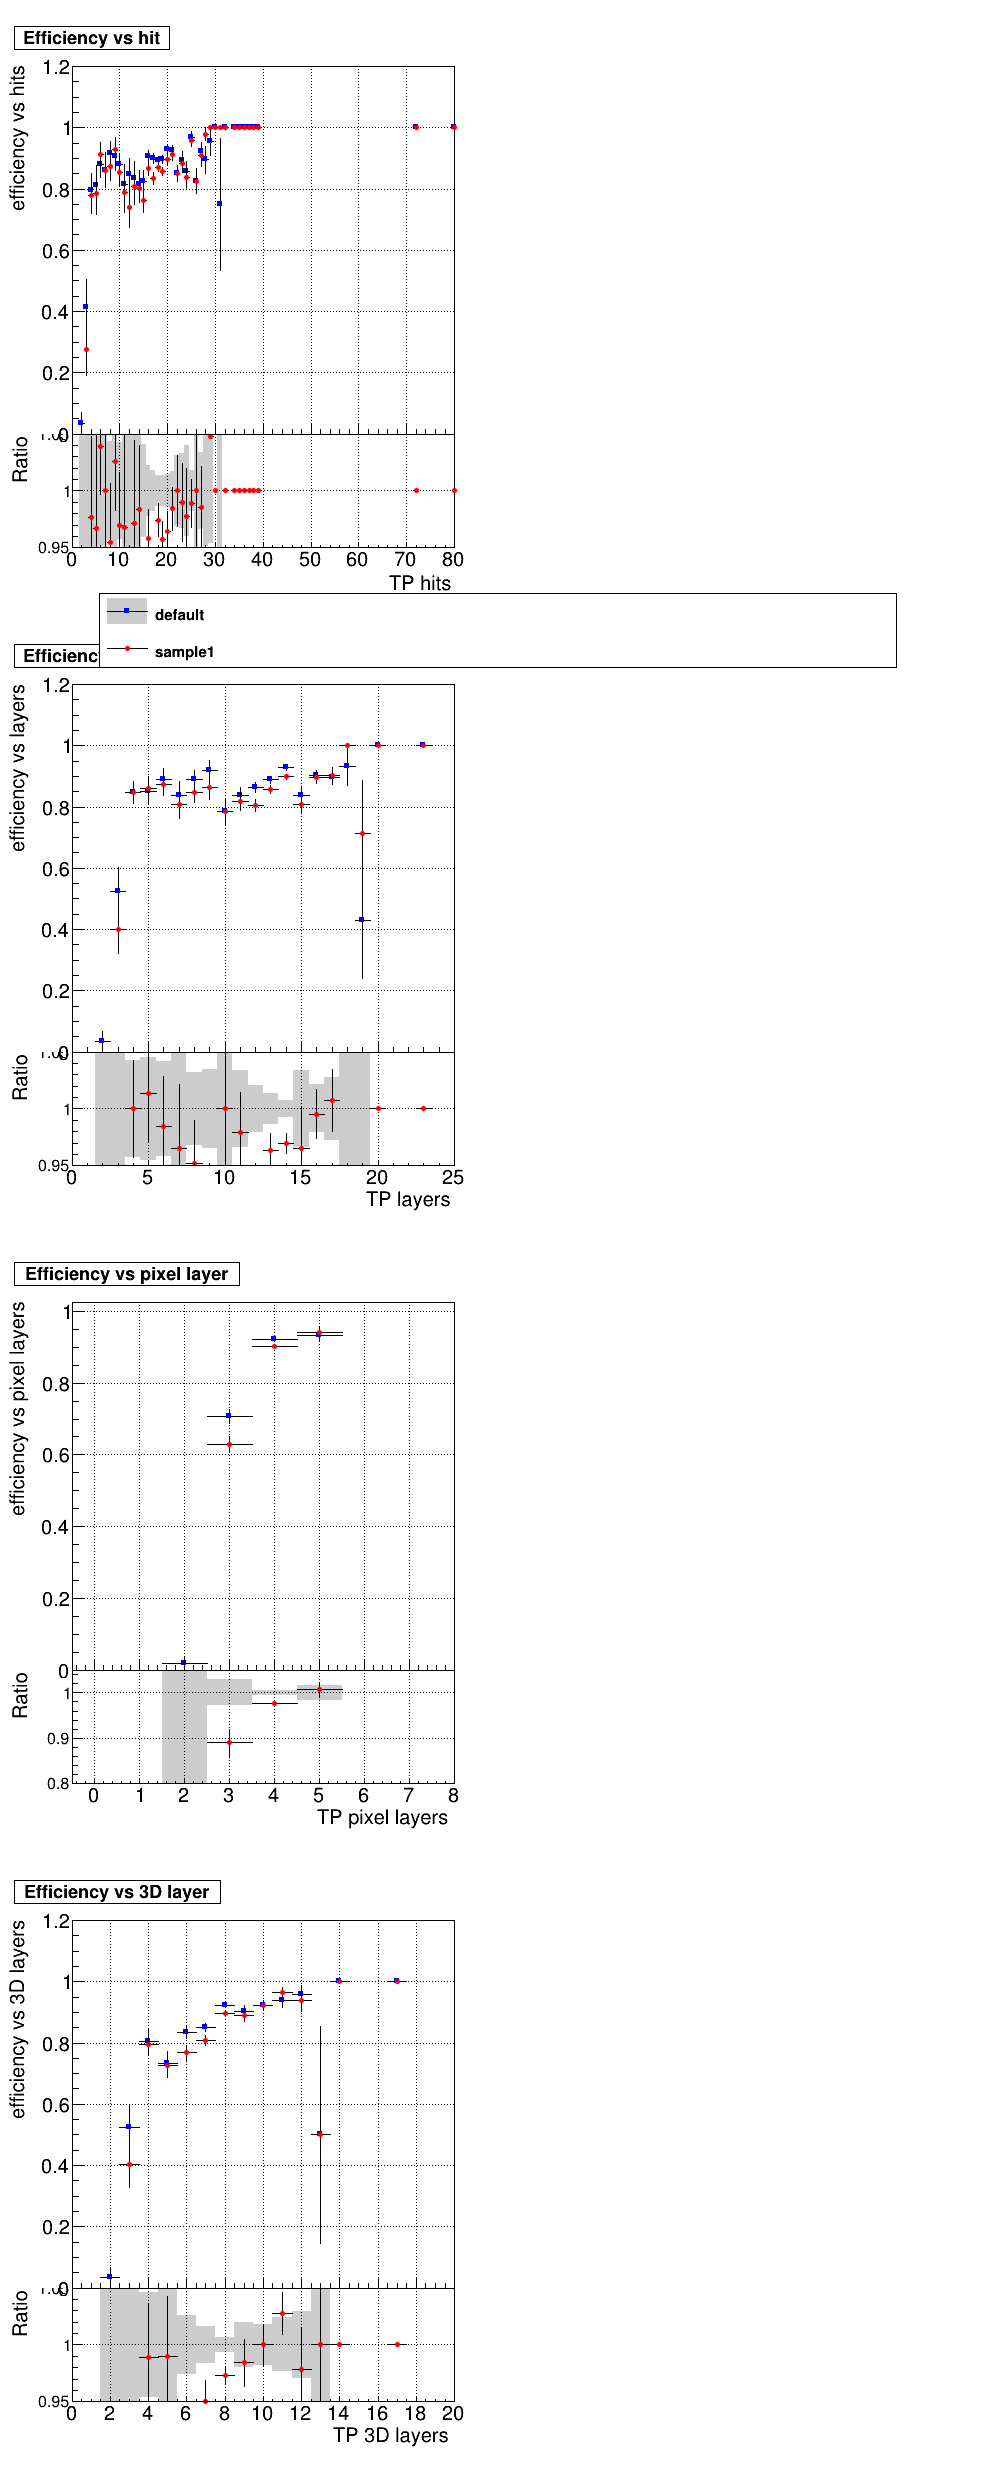 Efficiency vs hit
efficiency vs hits
1.2
1
0.8
0.6
0.4
0.2
0
Ratio
1
0.95
0 10 20 30 40 50 60 70 80
TP hits
default
sample1
Efficienc
efficiency vs layers
1.2
1
0.8
0.6
0.4
0.2
0
Ratio
1
0.95
0 5 10 15 20 25
TP layers
Efficiency vs pixel layer
efficiency vs pixel layers
1
0.8
0.6
0.4
0.2
0
Ratio
1
0.9
0.8
0 1 2 3 4 5 6 7 8
TP pixel layers
Efficiency vs 3D layer
efficiency vs 3D layers
1.2
1
0.8
0.6
0.4
0.2
0
Ratio
1
0.95
0 2 4 6 8 10 12 14 16 18 20
TP 3D layers